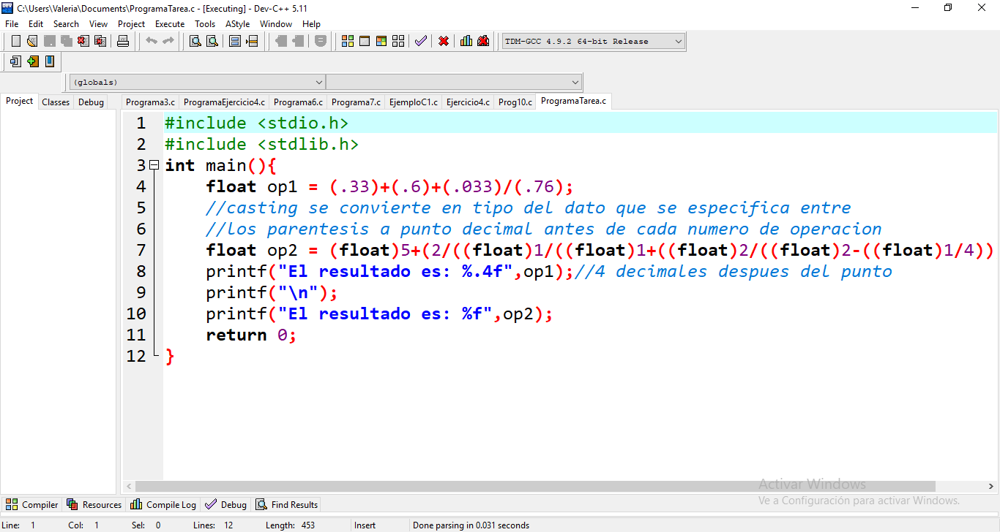 C:\Users\Valeria\Documents\ProgramaTarea.c - [Executing] - Dev-C++ 5.11
File Edit Search View Project Execute Tools AStyle Window Help
TDM-GCC 4.9.2 64-bit Release
(globals)
Project Classes Debug Programa3.c ProgramaEjercicio4.c Programa6.c Programa7.c EjemploC1.c Ejercicio4.c Prog10.c ProgramaTarea.c
1 #include <stdio.h>
2 #include <stdlib.h>
3 int main(){
4 float op1 = (.33)+(.6)+(.033)/(.76);
5 //casting se convierte en tipo del dato que se especifica entre
6 //los parentesis a punto decimal antes de cada numero de operacion
7 float op2 = (float)5+(2/((float)1/((float)1+((float)2/((float)2-((float)1/4))
8 printf("El resultado es: %.4f",op1);//4 decimales despues del punto
9 printf("\n");
10 printf("El resultado es: %f",op2);
11 return 0;
12 }
Activar Windows
Ve a Configuración para activar Windows.
Compiler Resources Compile Log Debug Find Results
Line: 1 Col: 1 Sel: 0 Lines: 12 Length: 453 Insert Done parsing in 0.031 seconds